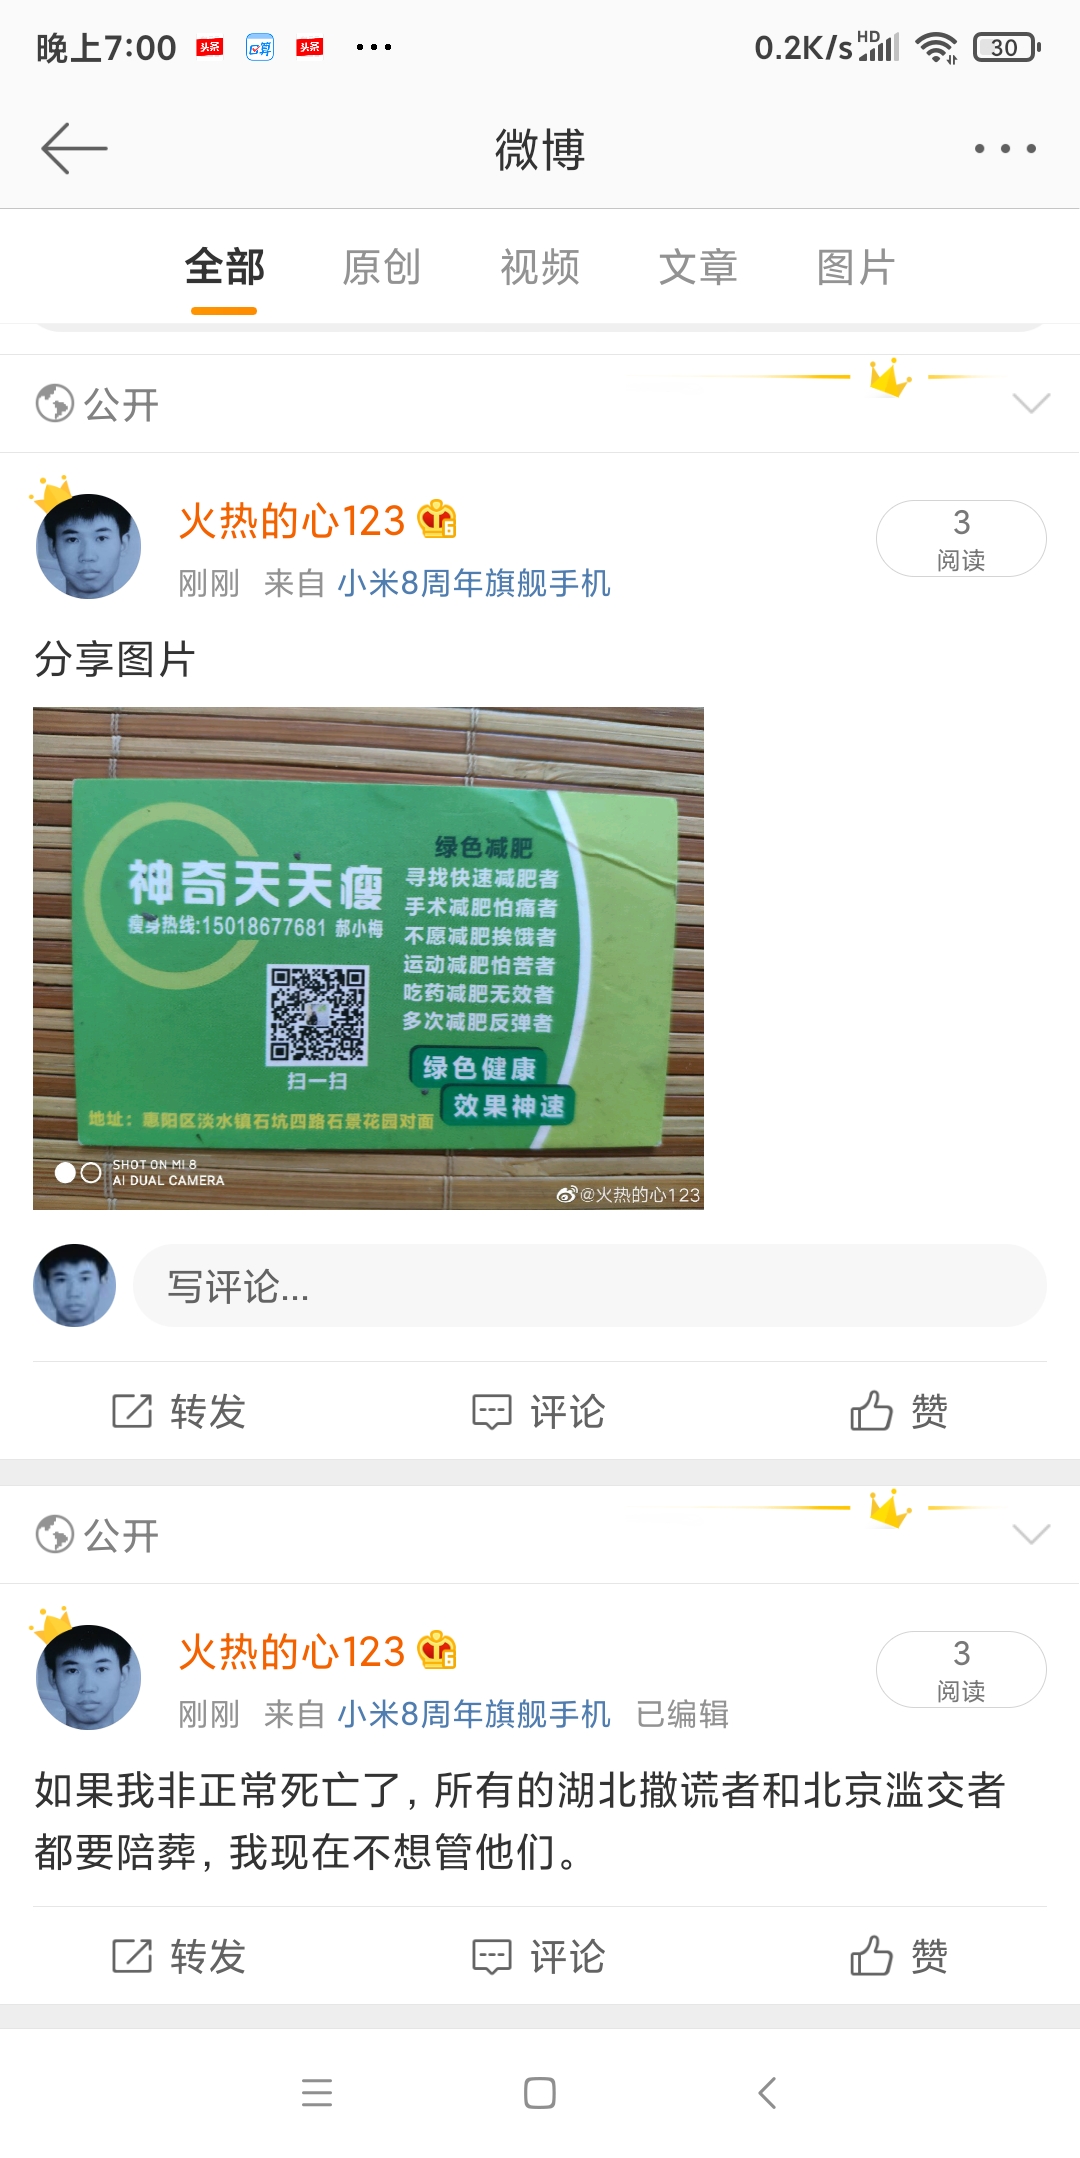 晚上7:00 头条 算 头条 ... 0.2K/s HD 30
微博
全部 原创 视频 文章 图片
公开
火热的心123
刚刚 来自 小米8周年旗舰手机
3
阅读
分享图片
神奇天天瘦
瘦身热线:15018677681 郝小梅
扫一扫
地址：惠阳区淡水镇石坑四路石景花园对面
绿色减肥
寻找快速减肥者
手术减肥怕痛者
不愿减肥挨饿者
运动减肥怕苦者
吃药减肥无效者
多次减肥反弹者
绿色健康
效果神速
SHOT ON MI 8
AI DUAL CAMERA
@火热的心123
写评论...
转发 评论 赞
公开
火热的心123
刚刚 来自 小米8周年旗舰手机 已编辑
3
阅读
如果我非正常死亡了，所有的湖北撒谎者和北京滥交者
都要陪葬，我现在不想管他们。
转发 评论 赞